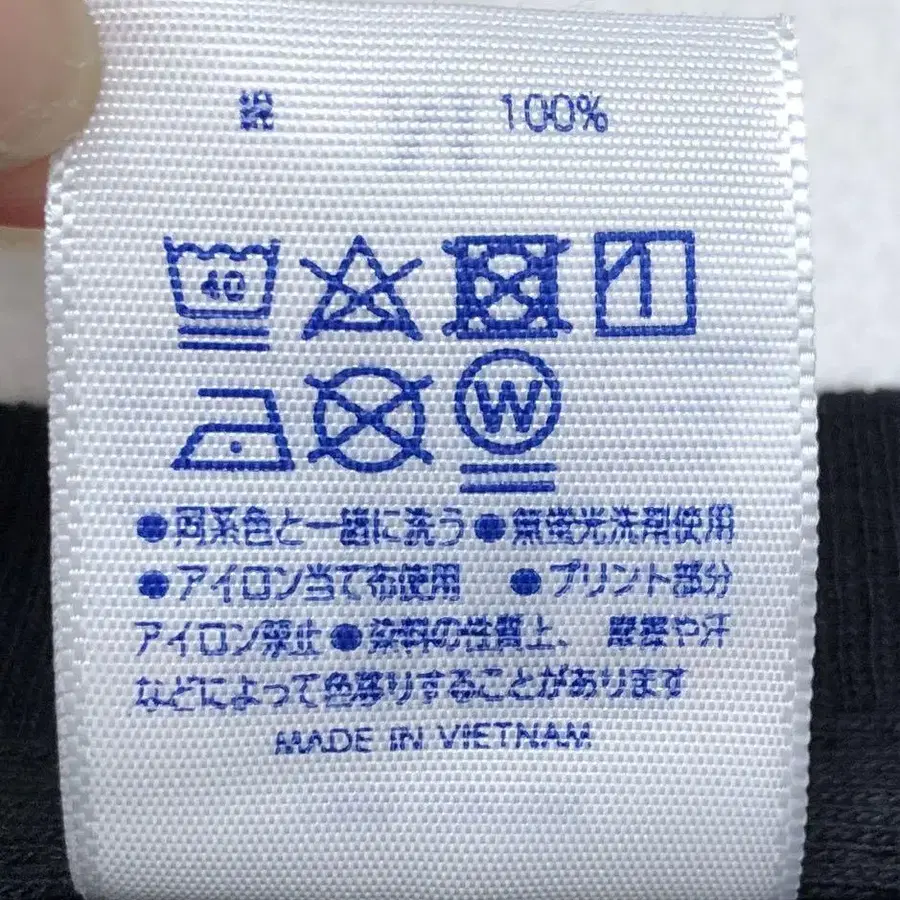 綿 100%
40
W
●同系色と一緒に洗う ●無蛍光洗剤使用
●アイロン当て布使用 ●プリント部分
アイロン禁止 ●染料の性質上、 摩擦や汗
などによって色移りすることがあります
MADE IN VIETNAM